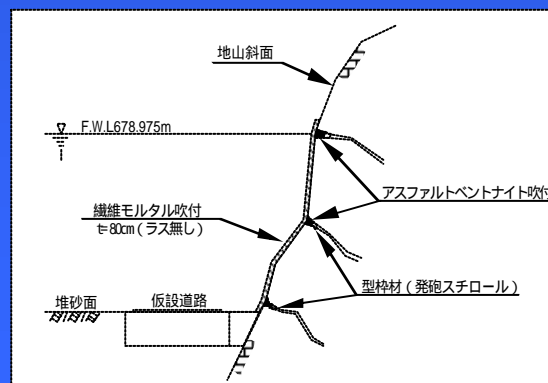 地山斜面
F.W.L678.975m
アスファルトベントナイト吹付
繊維モルタル吹付
t=80cm（ラス無し）
型枠材（発砲スチロール）
堆砂面
仮設道路